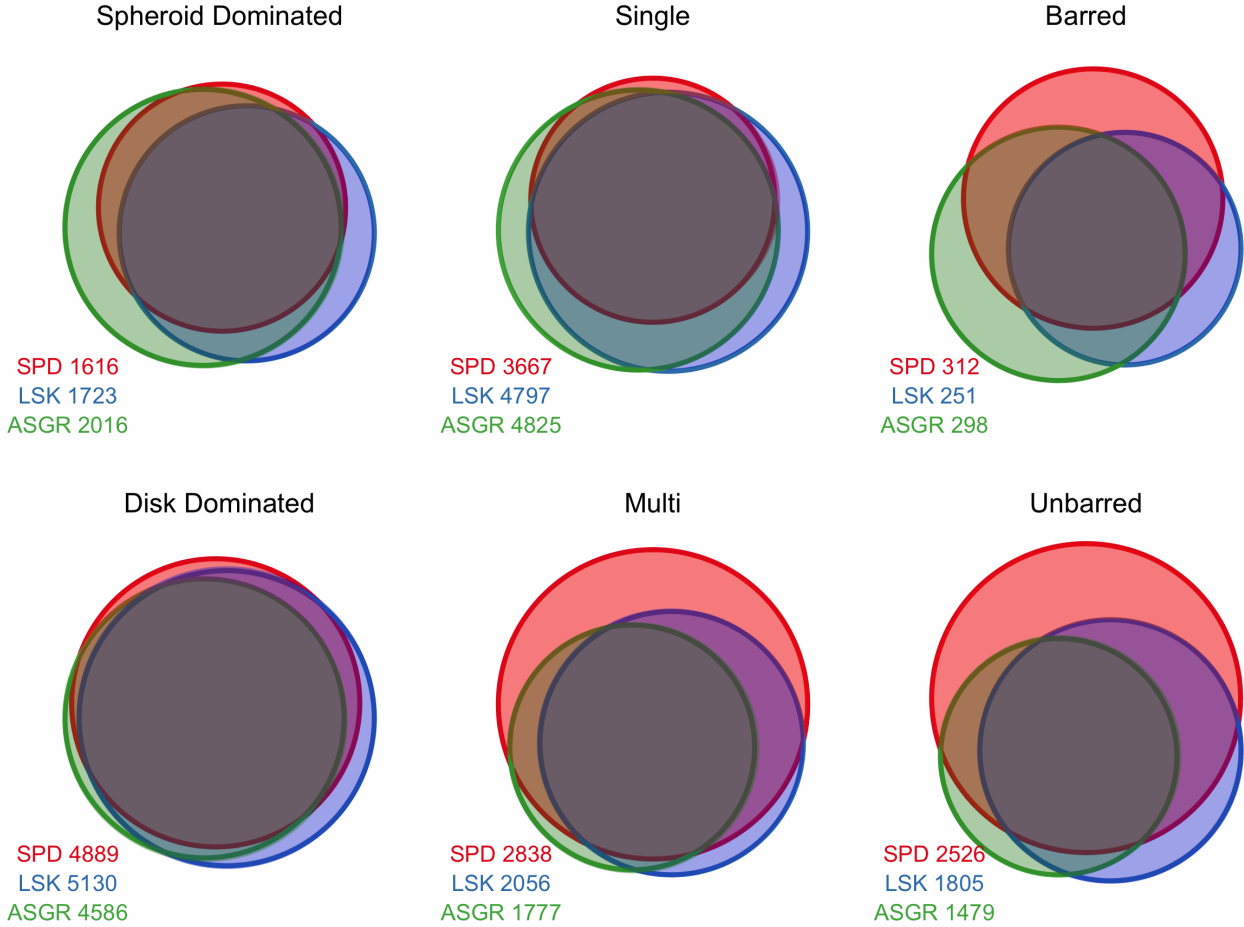 Spheroid Dominated
Single
Barred
SPD 1616
LSK 1723
ASGR 2016
SPD 3667
LSK 4797
ASGR 4825
SPD 312
LSK 251
ASGR 298
Disk Dominated
Multi
Unbarred
SPD 4889
LSK 5130
ASGR 4586
SPD 2838
LSK 2056
ASGR 1777
SPD 2526
LSK 1805
ASGR 1479